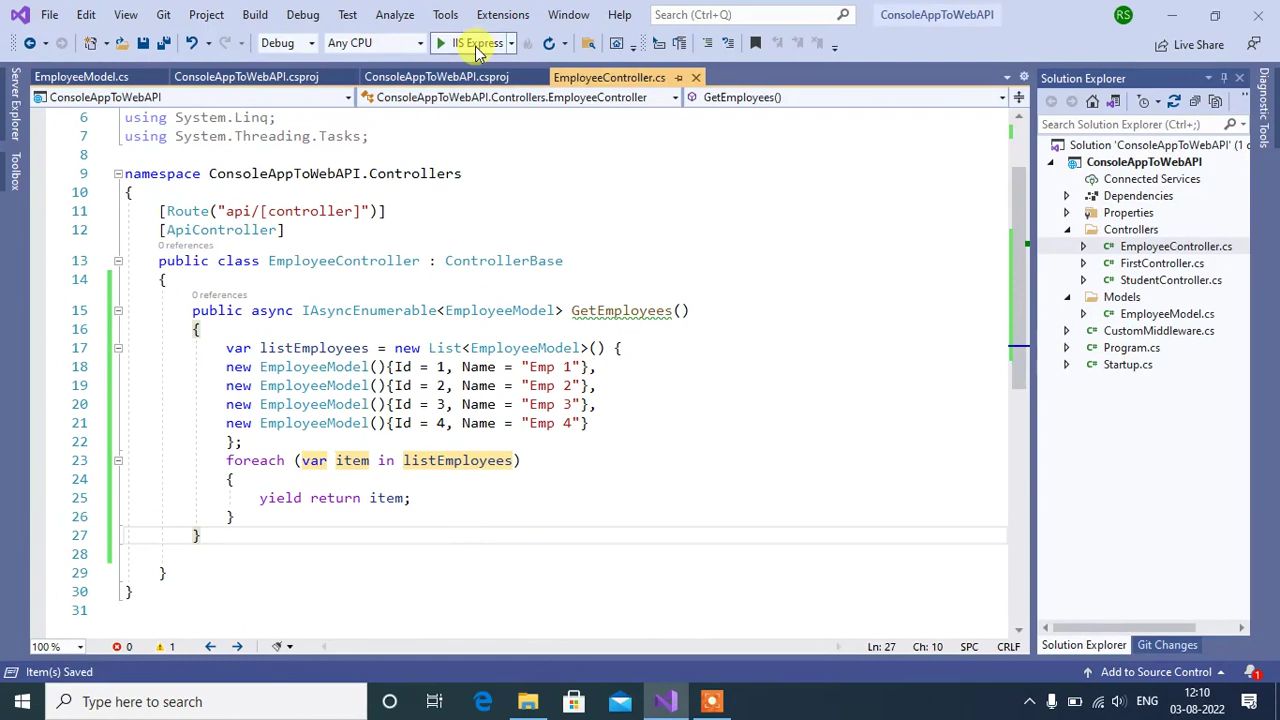 File Edit View Git Project Build Debug Test Analyze Tools Extensions Window Help Search (Ctrl+Q) ConsoleAppToWebAPI RS
Debug Any CPU IIS Express Live Share
EmployeeModel.cs ConsoleAppToWebAPI.csproj ConsoleAppToWebAPI.csproj EmployeeController.cs
ConsoleAppToWebAPI ConsoleAppToWebAPI.Controllers.EmployeeController GetEmployees()
6 using System.Linq;
7 using System.Threading.Tasks;
8
9 namespace ConsoleAppToWebAPI.Controllers
10 {
11 [Route("api/[controller]")]
12 [ApiController]
0 references
13 public class EmployeeController : ControllerBase
14 {
0 references
15 public async IAsyncEnumerable<EmployeeModel> GetEmployees()
16 {
17 var listEmployees = new List<EmployeeModel>() {
18 new EmployeeModel(){Id = 1, Name = "Emp 1"},
19 new EmployeeModel(){Id = 2, Name = "Emp 2"},
20 new EmployeeModel(){Id = 3, Name = "Emp 3"},
21 new EmployeeModel(){Id = 4, Name = "Emp 4"}
22 };
23 foreach (var item in listEmployees)
24 {
25 yield return item;
26 }
27 }
28
29 }
30 }
31
100 % 0 1 Ln: 27 Ch: 10 SPC CRLF
Server Explorer
Toolbox
Solution Explorer
Search Solution Explorer (Ctrl+;)
Solution 'ConsoleAppToWebAPI' (1 o
ConsoleAppToWebAPI
Connected Services
Dependencies
Properties
Controllers
C# EmployeeController.cs
C# FirstController.cs
C# StudentController.cs
Models
C# EmployeeModel.cs
C# CustomMiddleware.cs
C# Program.cs
C# Startup.cs
Solution Explorer Git Changes
Diagnostic Tools
Item(s) Saved Add to Source Control 1
Type here to search ENG 12:10
03-08-2022